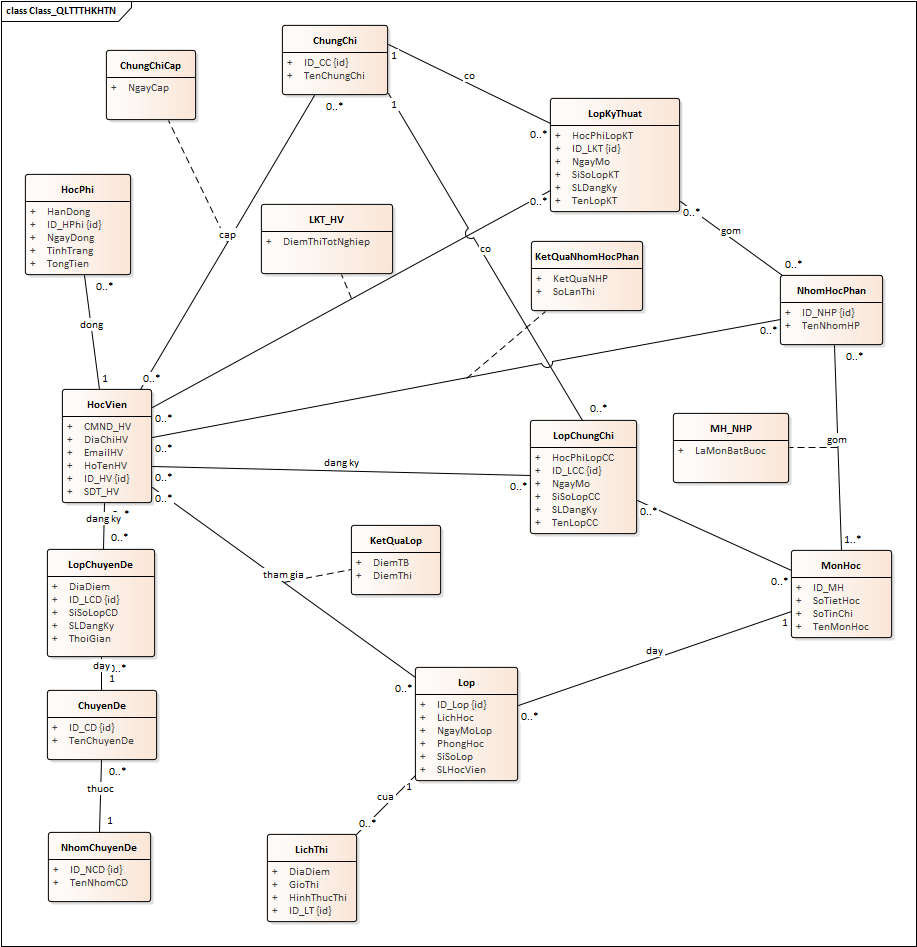 class Class_QLTTTHKHTN
ChungChi
+ ID_CC {id}
+ TenChungChi
ChungChiCap
+ NgayCap
1
co
0..*
1
0..*
LopKyThuat
+ HocPhiLopKT
+ ID_LKT {id}
+ NgayMo
+ SiSoLopKT
+ SLDangKy
+ TenLopKT
0..*
0..*
gom
0..*
HocPhi
+ HanDong
+ ID_HPhi {id}
+ NgayDong
+ TinhTrang
+ TongTien
0..*
dong
1
LKT_HV
+ DiemThiTotNghiep
cap
co
KetQuaNhomHocPhan
+ KetQuaNHP
+ SoLanThi
NhomHocPhan
+ ID_NHP {id}
+ TenNhomHP
0..*
0..*
0..*
HocVien
+ CMND_HV
+ DiaChiHV
+ EmailHV
+ HoTenHV
+ ID_HV {id}
+ SDT_HV
0..*
0..*
0..*
0..*
dang ky
0..*
0..*
LopChungChi
+ HocPhiLopCC
+ ID_LCC {id}
+ NgayMo
+ SiSoLopCC
+ SLDangKy
+ TenLopCC
0..*
0..*
MH_NHP
+ LaMonBatBuoc
gom
1..*
dang ky
..*
0..*
LopChuyenDe
+ DiaDiem
+ ID_LCD {id}
+ SiSoLopCD
+ SLDangKy
+ ThoiGian
KetQuaLop
+ DiemTB
+ DiemThi
tham gia
MonHoc
+ ID_MH
+ SoTietHoc
+ SoTinChi
+ TenMonHoc
1
day
0..*
day
0..*
1
ChuyenDe
+ ID_CD {id}
+ TenChuyenDe
0..*
thuoc
1
NhomChuyenDe
+ ID_NCD {id}
+ TenNhomCD
0..*
Lop
+ ID_Lop {id}
+ LichHoc
+ NgayMoLop
+ PhongHoc
+ SiSoLop
+ SLHocVien
1
cua
0..*
LichThi
+ DiaDiem
+ GioThi
+ HinhThucThi
+ ID_LT {id}